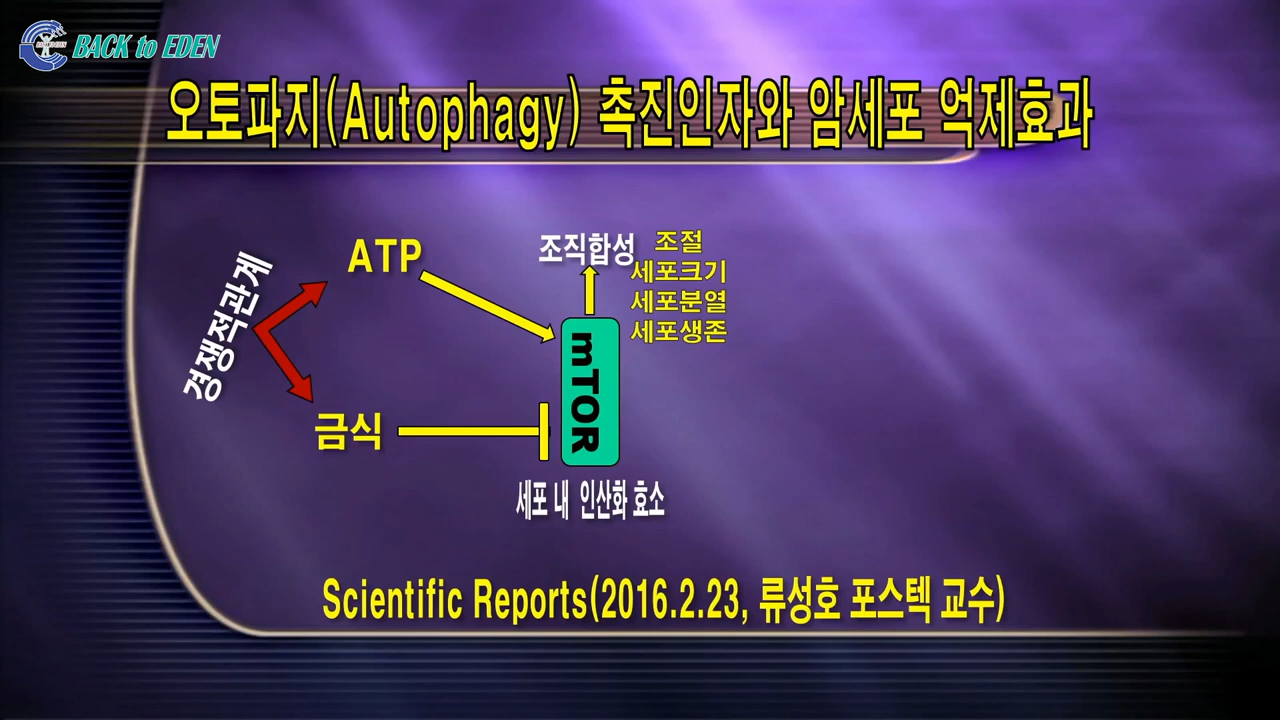 BACK to EDEN
오토파지(Autophagy) 촉진인자와 암세포 억제효과
경쟁적관계
ATP
금식
조직합성
조절
세포크기
세포분열
세포생존
mTOR
세포 내 인산화 효소
Scientific Reports(2016.2.23, 류성호 포스텍 교수)